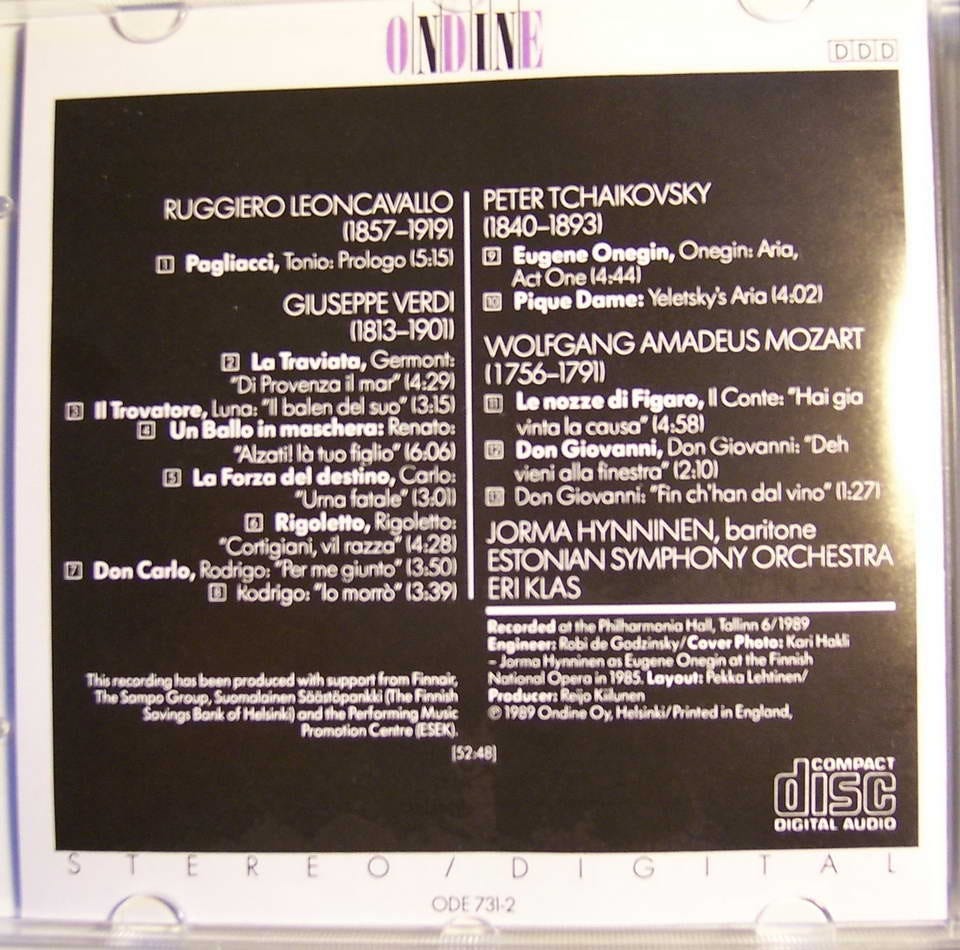 ONDINE
DDD
RUGGIERO LEONCAVALLO
(1857–1919)
1 Pagliacci, Tonio: Prologo (5:15)
GIUSEPPE VERDI
(1813–1901)
2 La Traviata, Germont:
"Di Provenza il mar" (4:29)
3 Il Trovatore, Luna: "Il balen del suo" (3:15)
4 Un Ballo in maschera: Renato:
"Alzati! là tuo figlio" (6:06)
5 La Forza del destino, Carlo:
"Urna fatale" (3:01)
6 Rigoletto, Rigoletto:
"Cortigiani, vil razza" (4:28)
7 Don Carlo, Rodrigo: "Per me giunto" (3:50)
8 Rodrigo: "Io morrò" (3:39)
This recording has been produced with support from Finnair,
The Sampo Group, Suomalainen Säästöpankki (The Finnish
Savings Bank of Helsinki) and the Performing Music
Promotion Centre (ESEK).
[52:48]
PETER TCHAIKOVSKY
(1840–1893)
9 Eugene Onegin, Onegin: Aria,
Act One (4:44)
10 Pique Dame: Yeletsky's Aria (4:02)
WOLFGANG AMADEUS MOZART
(1756–1791)
11 Le nozze di Figaro, Il Conte: "Hai gia
vinta la causa" (4:58)
12 Don Giovanni, Don Giovanni: "Deh
vieni alla finestra" (2:10)
13 Don Giovanni: "Fin ch'han dal vino" (1:27)
JORMA HYNNINEN, baritone
ESTONIAN SYMPHONY ORCHESTRA
ERI KLAS
Recorded at the Philharmonia Hall, Tallinn 6/1989
Engineer: Robi de Godzinsky/Cover Photo: Kari Hakli
– Jorma Hynninen as Eugene Onegin at the Finnish
National Opera in 1985. Layout: Pekka Lehtinen/
Producer: Reijo Kiilunen
℗ 1989 Ondine Oy, Helsinki/Printed in England,
COMPACT
disc
DIGITAL AUDIO
STEREO/DIGITAL
ODE 731-2